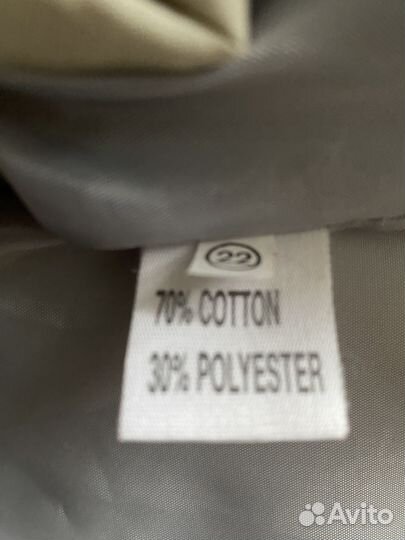 22
70% COTTON
30% POLYESTER
Avito